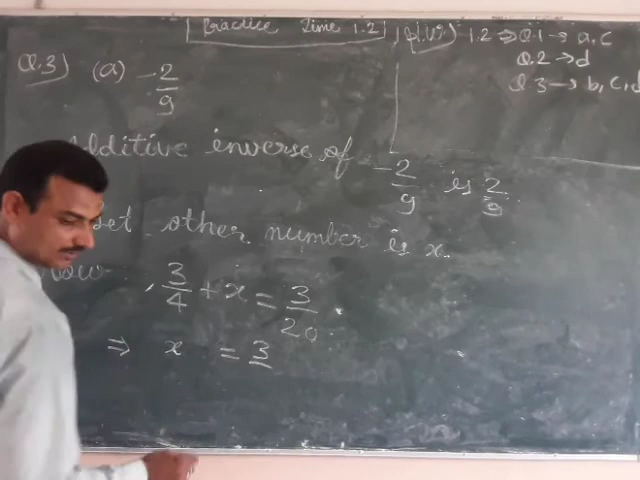 Practice Time 1.2
(H.W.) 1.2 ⇒ Q.1 → a, c
Q.2 → d
Q.3 → b, c, d
Q.3) (a) -2/9
Additive inverse of -2/9 is 2/9.
Let other number is x.
Now
3/4 + x = 3/20.
⇒ x = 3